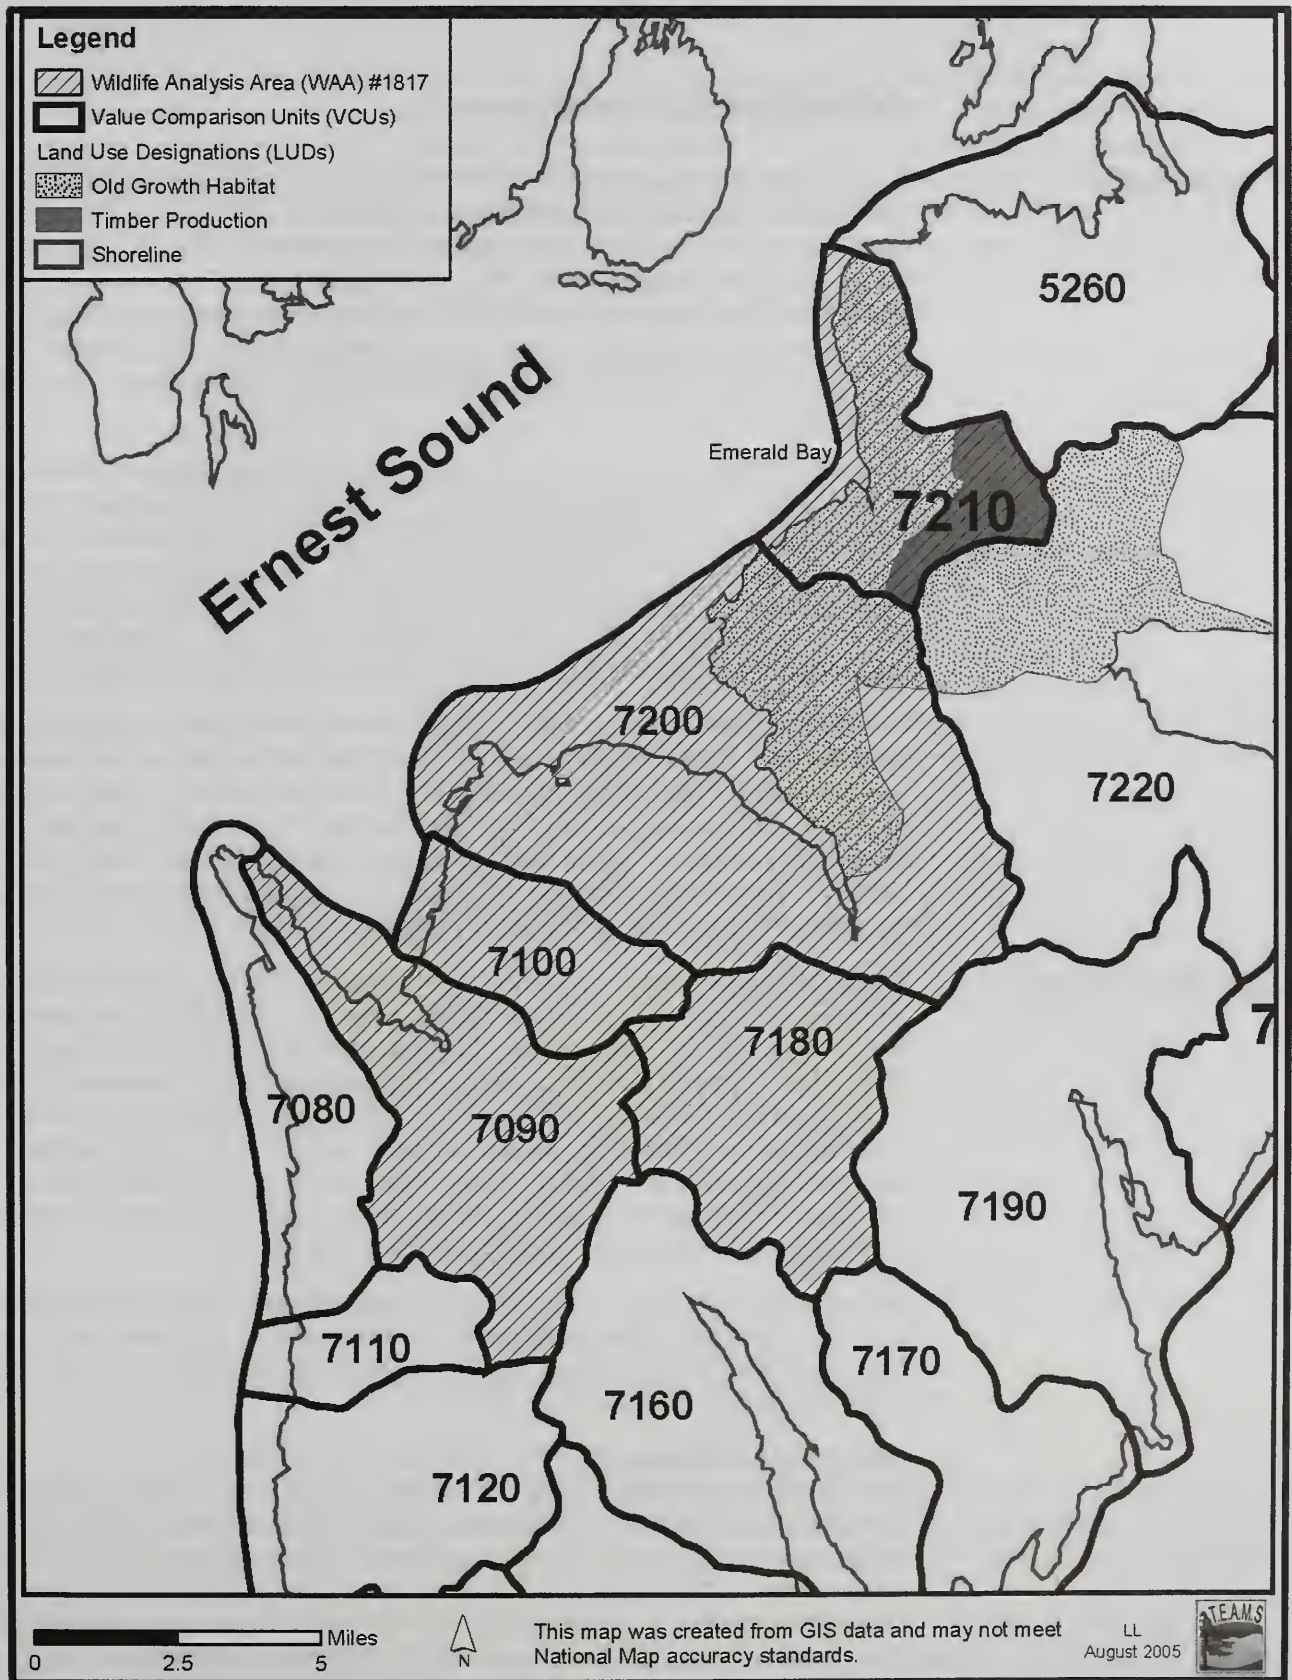 Legend
Wildlife Analysis Area (WAA) #1817
Value Comparison Units (VCUs)
Land Use Designations (LUDs)
Old Growth Habitat
Timber Production
Shoreline
5260
Ernest Sound
Emerald Bay
7210
7200
7220
7100
7180
7
7080
7090
7190
7110
7170
7160
7120
Miles
0 2.5 5
N
This map was created from GIS data and may not meet
National Map accuracy standards.
LL
August 2005
T.E.A.M.S